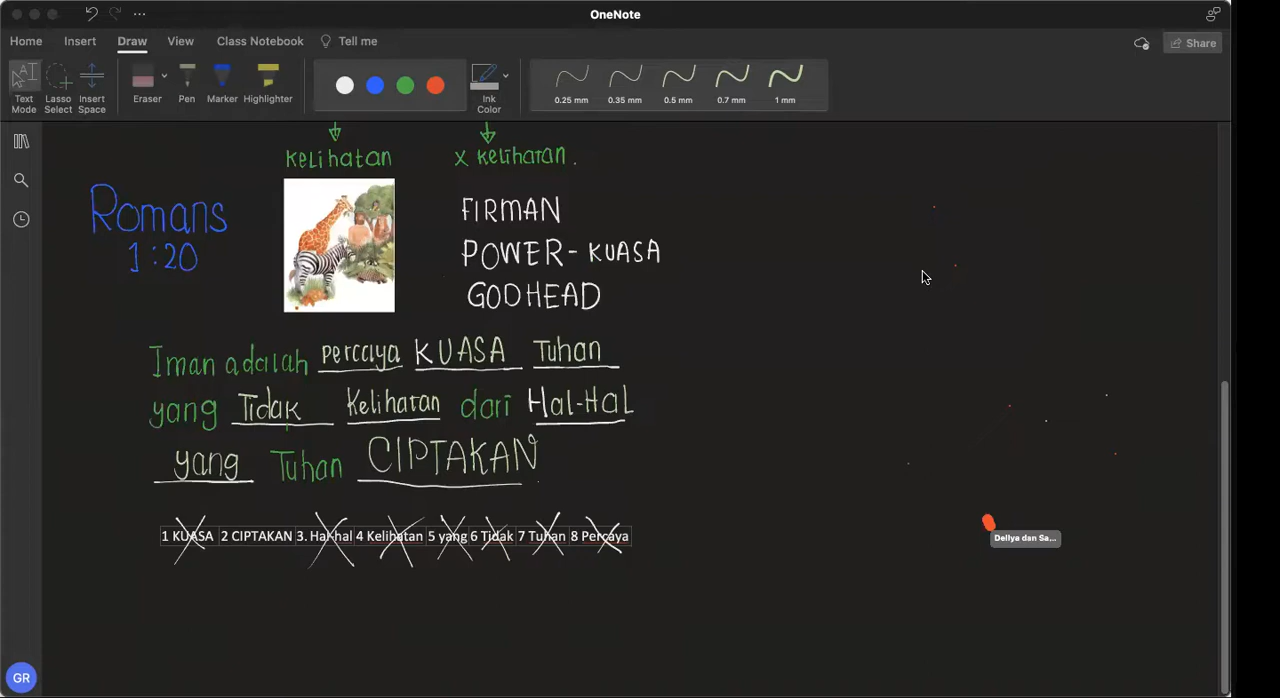 OneNote
Home Insert Draw View Class Notebook Tell me
Share
Text Mode
Lasso Select
Insert Space
Eraser
Pen
Marker
Highlighter
Ink Color
0.25 mm
0.35 mm
0.5 mm
0.7 mm
1 mm
Kelihatan
x Kelihatan.
Romans
1:20
FIRMAN
POWER - KUASA
GODHEAD
Iman adalah percaya KUASA Tuhan
yang Tidak Kelihatan dari Hal-Hal
yang Tuhan CIPTAKAN
1 KUASA 2 CIPTAKAN 3. Hal-hal 4 Kelihatan 5 yang 6 Tidak 7 Tuhan 8 Percaya
Dellya dan Sa...
GR